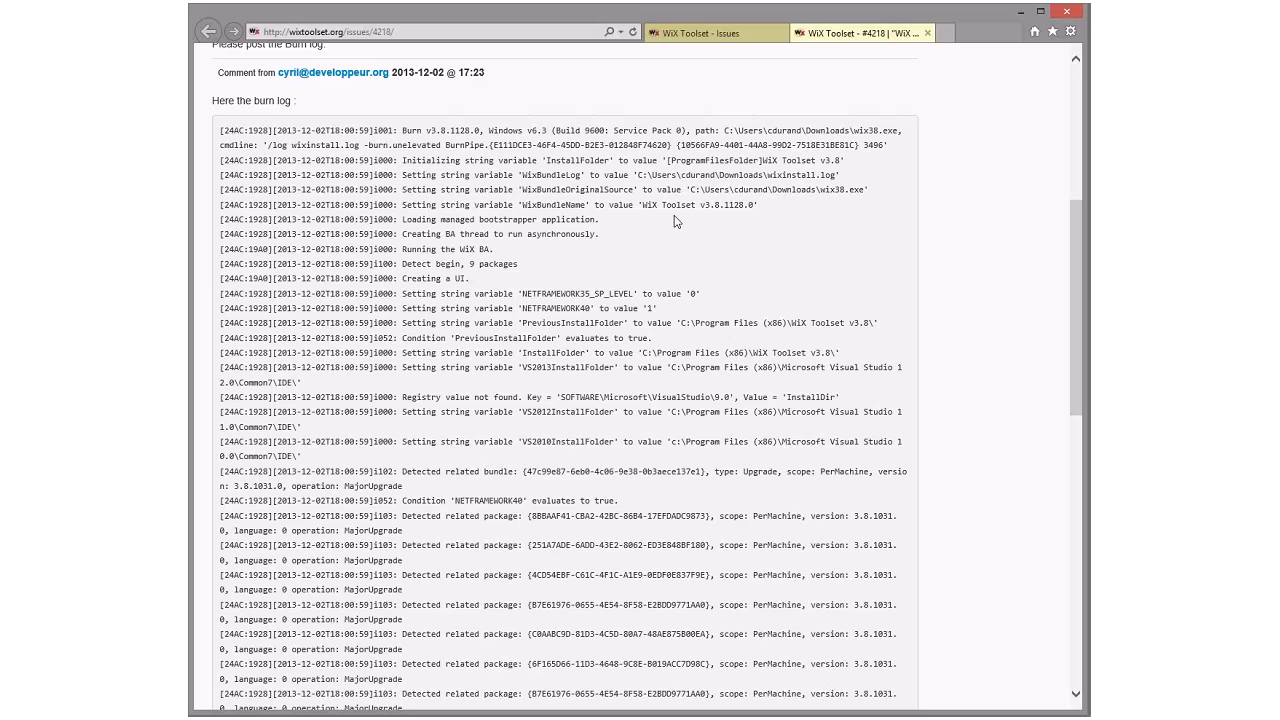 http://wixtoolset.org/issues/4218/
WiX Toolset - Issues
WiX Toolset - #4218 | "WiX ...
Please post the Burn log.
Comment from cyril@developpeur.org 2013-12-02 @ 17:23
Here the burn log :
[24AC:1928][2013-12-02T18:00:59]i001: Burn v3.8.1128.0, Windows v6.3 (Build 9600: Service Pack 0), path: C:\Users\cdurand\Downloads\wix38.exe,
cmdline: '/log wixinstall.log -burn.unelevated BurnPipe.{E111DCE3-46F4-45DD-B2E3-012848F74620} {10566FA9-4401-44A8-99D2-7518E31BE81C} 3496'
[24AC:1928][2013-12-02T18:00:59]i000: Initializing string variable 'InstallFolder' to value '[ProgramFilesFolder]WiX Toolset v3.8'
[24AC:1928][2013-12-02T18:00:59]i000: Setting string variable 'WixBundleLog' to value 'C:\Users\cdurand\Downloads\wixinstall.log'
[24AC:1928][2013-12-02T18:00:59]i000: Setting string variable 'WixBundleOriginalSource' to value 'C:\Users\cdurand\Downloads\wix38.exe'
[24AC:1928][2013-12-02T18:00:59]i000: Setting string variable 'WixBundleName' to value 'WiX Toolset v3.8.1128.0'
[24AC:1928][2013-12-02T18:00:59]i000: Loading managed bootstrapper application.
[24AC:1928][2013-12-02T18:00:59]i000: Creating BA thread to run asynchronously.
[24AC:19A0][2013-12-02T18:00:59]i000: Running the WiX BA.
[24AC:1928][2013-12-02T18:00:59]i100: Detect begin, 9 packages
[24AC:19A0][2013-12-02T18:00:59]i000: Creating a UI.
[24AC:1928][2013-12-02T18:00:59]i000: Setting string variable 'NETFRAMEWORK35_SP_LEVEL' to value '0'
[24AC:1928][2013-12-02T18:00:59]i000: Setting string variable 'NETFRAMEWORK40' to value '1'
[24AC:1928][2013-12-02T18:00:59]i000: Setting string variable 'PreviousInstallFolder' to value 'C:\Program Files (x86)\WiX Toolset v3.8\'
[24AC:1928][2013-12-02T18:00:59]i052: Condition 'PreviousInstallFolder' evaluates to true.
[24AC:1928][2013-12-02T18:00:59]i000: Setting string variable 'InstallFolder' to value 'C:\Program Files (x86)\WiX Toolset v3.8\'
[24AC:1928][2013-12-02T18:00:59]i000: Setting string variable 'VS2013InstallFolder' to value 'C:\Program Files (x86)\Microsoft Visual Studio 1
2.0\Common7\IDE\'
[24AC:1928][2013-12-02T18:00:59]i000: Registry value not found. Key = 'SOFTWARE\Microsoft\VisualStudio\9.0', Value = 'InstallDir'
[24AC:1928][2013-12-02T18:00:59]i000: Setting string variable 'VS2012InstallFolder' to value 'C:\Program Files (x86)\Microsoft Visual Studio 1
1.0\Common7\IDE\'
[24AC:1928][2013-12-02T18:00:59]i000: Setting string variable 'VS2010InstallFolder' to value 'c:\Program Files (x86)\Microsoft Visual Studio 1
0.0\Common7\IDE\'
[24AC:1928][2013-12-02T18:00:59]i102: Detected related bundle: {47c99e87-6eb0-4c06-9e38-0b3aece137e1}, type: Upgrade, scope: PerMachine, versio
n: 3.8.1031.0, operation: MajorUpgrade
[24AC:1928][2013-12-02T18:00:59]i052: Condition 'NETFRAMEWORK40' evaluates to true.
[24AC:1928][2013-12-02T18:00:59]i103: Detected related package: {8BBAAF41-CBA2-42BC-86B4-17EFDADC9873}, scope: PerMachine, version: 3.8.1031.
0, language: 0 operation: MajorUpgrade
[24AC:1928][2013-12-02T18:00:59]i103: Detected related package: {251A7ADE-6ADD-43E2-8062-ED3E848BF180}, scope: PerMachine, version: 3.8.1031.
0, language: 0 operation: MajorUpgrade
[24AC:1928][2013-12-02T18:00:59]i103: Detected related package: {4CD54EBF-C61C-4F1C-A1E9-0EDF0E837F9E}, scope: PerMachine, version: 3.8.1031.
0, language: 0 operation: MajorUpgrade
[24AC:1928][2013-12-02T18:00:59]i103: Detected related package: {B7E61976-0655-4E54-8F58-E2BDD9771AA0}, scope: PerMachine, version: 3.8.1031.
0, language: 0 operation: MajorUpgrade
[24AC:1928][2013-12-02T18:00:59]i103: Detected related package: {C0AABC9D-81D3-4C5D-80A7-48AE875B00EA}, scope: PerMachine, version: 3.8.1031.
0, language: 0 operation: MajorUpgrade
[24AC:1928][2013-12-02T18:00:59]i103: Detected related package: {6F165D66-11D3-4648-9C8E-B019ACC7D98C}, scope: PerMachine, version: 3.8.1031.
0, language: 0 operation: MajorUpgrade
[24AC:1928][2013-12-02T18:00:59]i103: Detected related package: {B7E61976-0655-4E54-8F58-E2BDD9771AA0}, scope: PerMachine, version: 3.8.1031.
0, language: 0 operation: MajorUpgrade